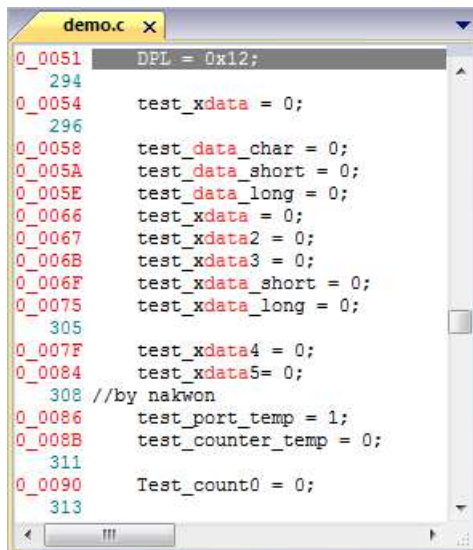 demo.c x
0_0051 DPL = 0x12;
294
0_0054 test_xdata = 0;
296
0_0058 test_data_char = 0;
0_005A test_data_short = 0;
0_005E test_data_long = 0;
0_0066 test_xdata = 0;
0_0067 test_xdata2 = 0;
0_006B test_xdata3 = 0;
0_006F test_xdata_short = 0;
0_0075 test_xdata_long = 0;
305
0_007F test_xdata4 = 0;
0_0084 test_xdata5= 0;
308 //by nakwon
0_0086 test_port_temp = 1;
0_008B test_counter_temp = 0;
311
0_0090 Test_count0 = 0;
313